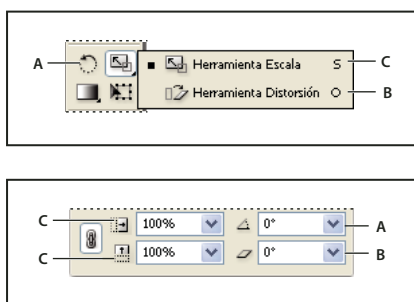 A
Herramienta Escala S C
Herramienta Distorsión O B
C 100% 0° A
C 100% 0° B